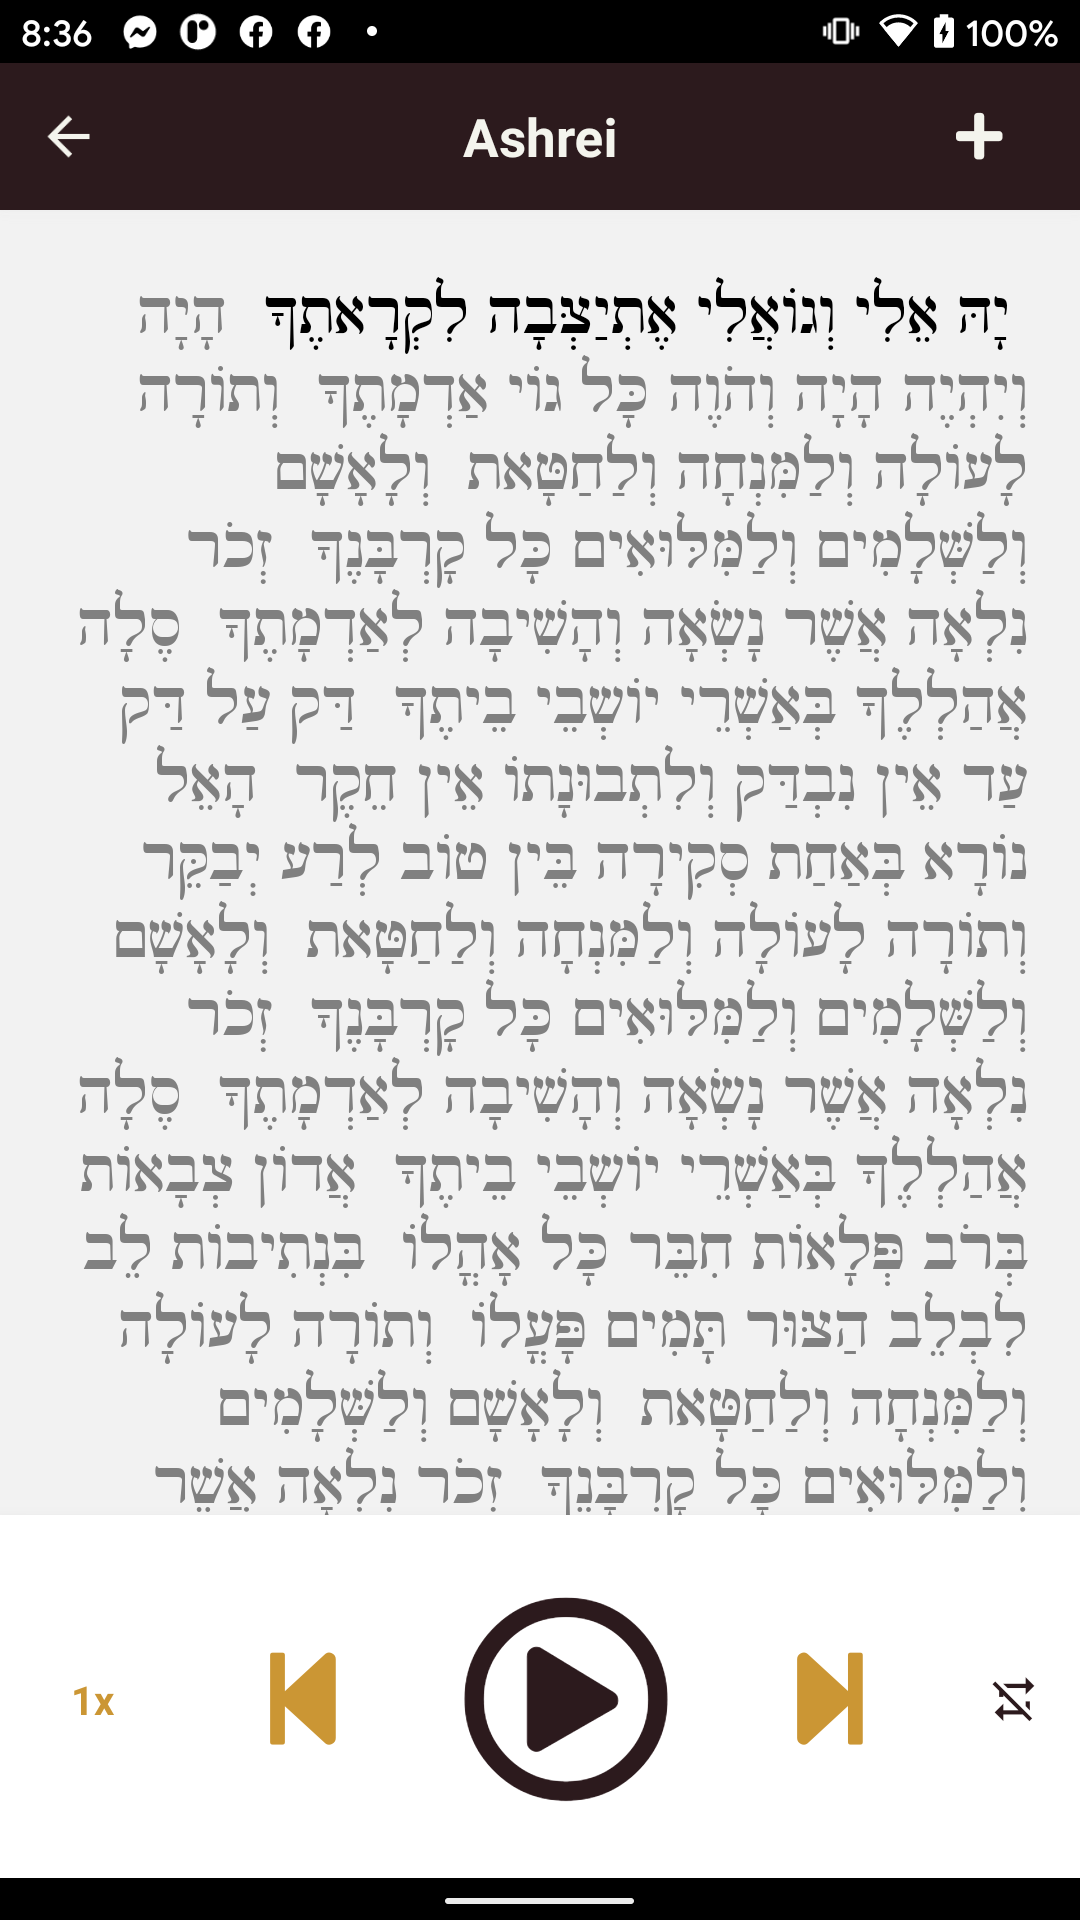 8:36 100%
Ashrei
יָהּ אֵלִי וְגוֹאֲלִי אֶתְיַצְּבָה לִקְרָאתֶךָ הָיָה
וְיִהְיֶה הָיָה וְהֹוֶה כָּל גּוֹי אַדְמָתֶךָ וְתוֹרָה
לָעוֹלָה וְלַמִּנְחָה וְלַחַטָּאת וְלָאָשָׁם
וְלַשְּׁלָמִים וְלַמִּלּוּאִים כָּל קָרְבָּנֶךָ זְכֹר
נִלְאָה אֲשֶׁר נָשְׂאָה וְהָשִׁיבָה לְאַדְמָתֶךָ סֶלָה
אֲהַלְלֶךָ בְּאַשְׁרֵי יוֹשְׁבֵי בֵיתֶךָ דַּק עַל דַּק
עַד אֵין נִבְדַּק וְלִתְבוּנָתוֹ אֵין חֵקֶר הָאֵל
נוֹרָא בְּאַחַת סְקִירָה בֵּין טוֹב לְרַע יְבַקֵּר
וְתוֹרָה לָעוֹלָה וְלַמִּנְחָה וְלַחַטָּאת וְלָאָשָׁם
וְלַשְּׁלָמִים וְלַמִּלּוּאִים כָּל קָרְבָּנֶךָ זְכֹר
נִלְאָה אֲשֶׁר נָשְׂאָה וְהָשִׁיבָה לְאַדְמָתֶךָ סֶלָה
אֲהַלְלֶךָ בְּאַשְׁרֵי יוֹשְׁבֵי בֵיתֶךָ אֲדוֹן צְבָאוֹת
בְּרֹב פְּלָאוֹת חִבֵּר כָּל אָהֳלוֹ בִּנְתִיבוֹת לֵב
לִבְלֵב הַצּוּר תָּמִים פָּעֳלוֹ וְתוֹרָה לָעוֹלָה
וְלַמִּנְחָה וְלַחַטָּאת וְלָאָשָׁם וְלַשְּׁלָמִים
וְלַמִּלּוּאִים כָּל קָרְבָּנֶךָ זְכֹר נִלְאָה אֲשֶׁר
1x